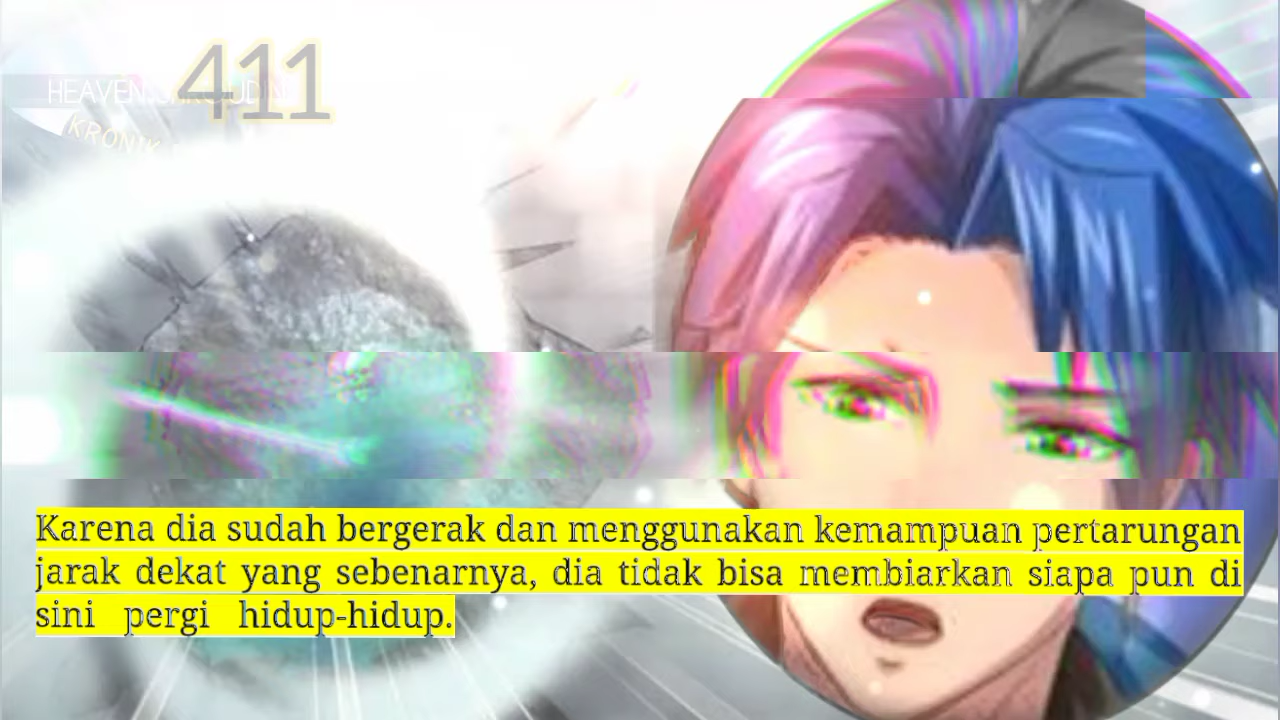 411
KRONIK
Karena dia sudah bergerak dan menggunakan kemampuan pertarungan
jarak dekat yang sebenarnya, dia tidak bisa membiarkan siapa pun di
sini pergi hidup-hidup.